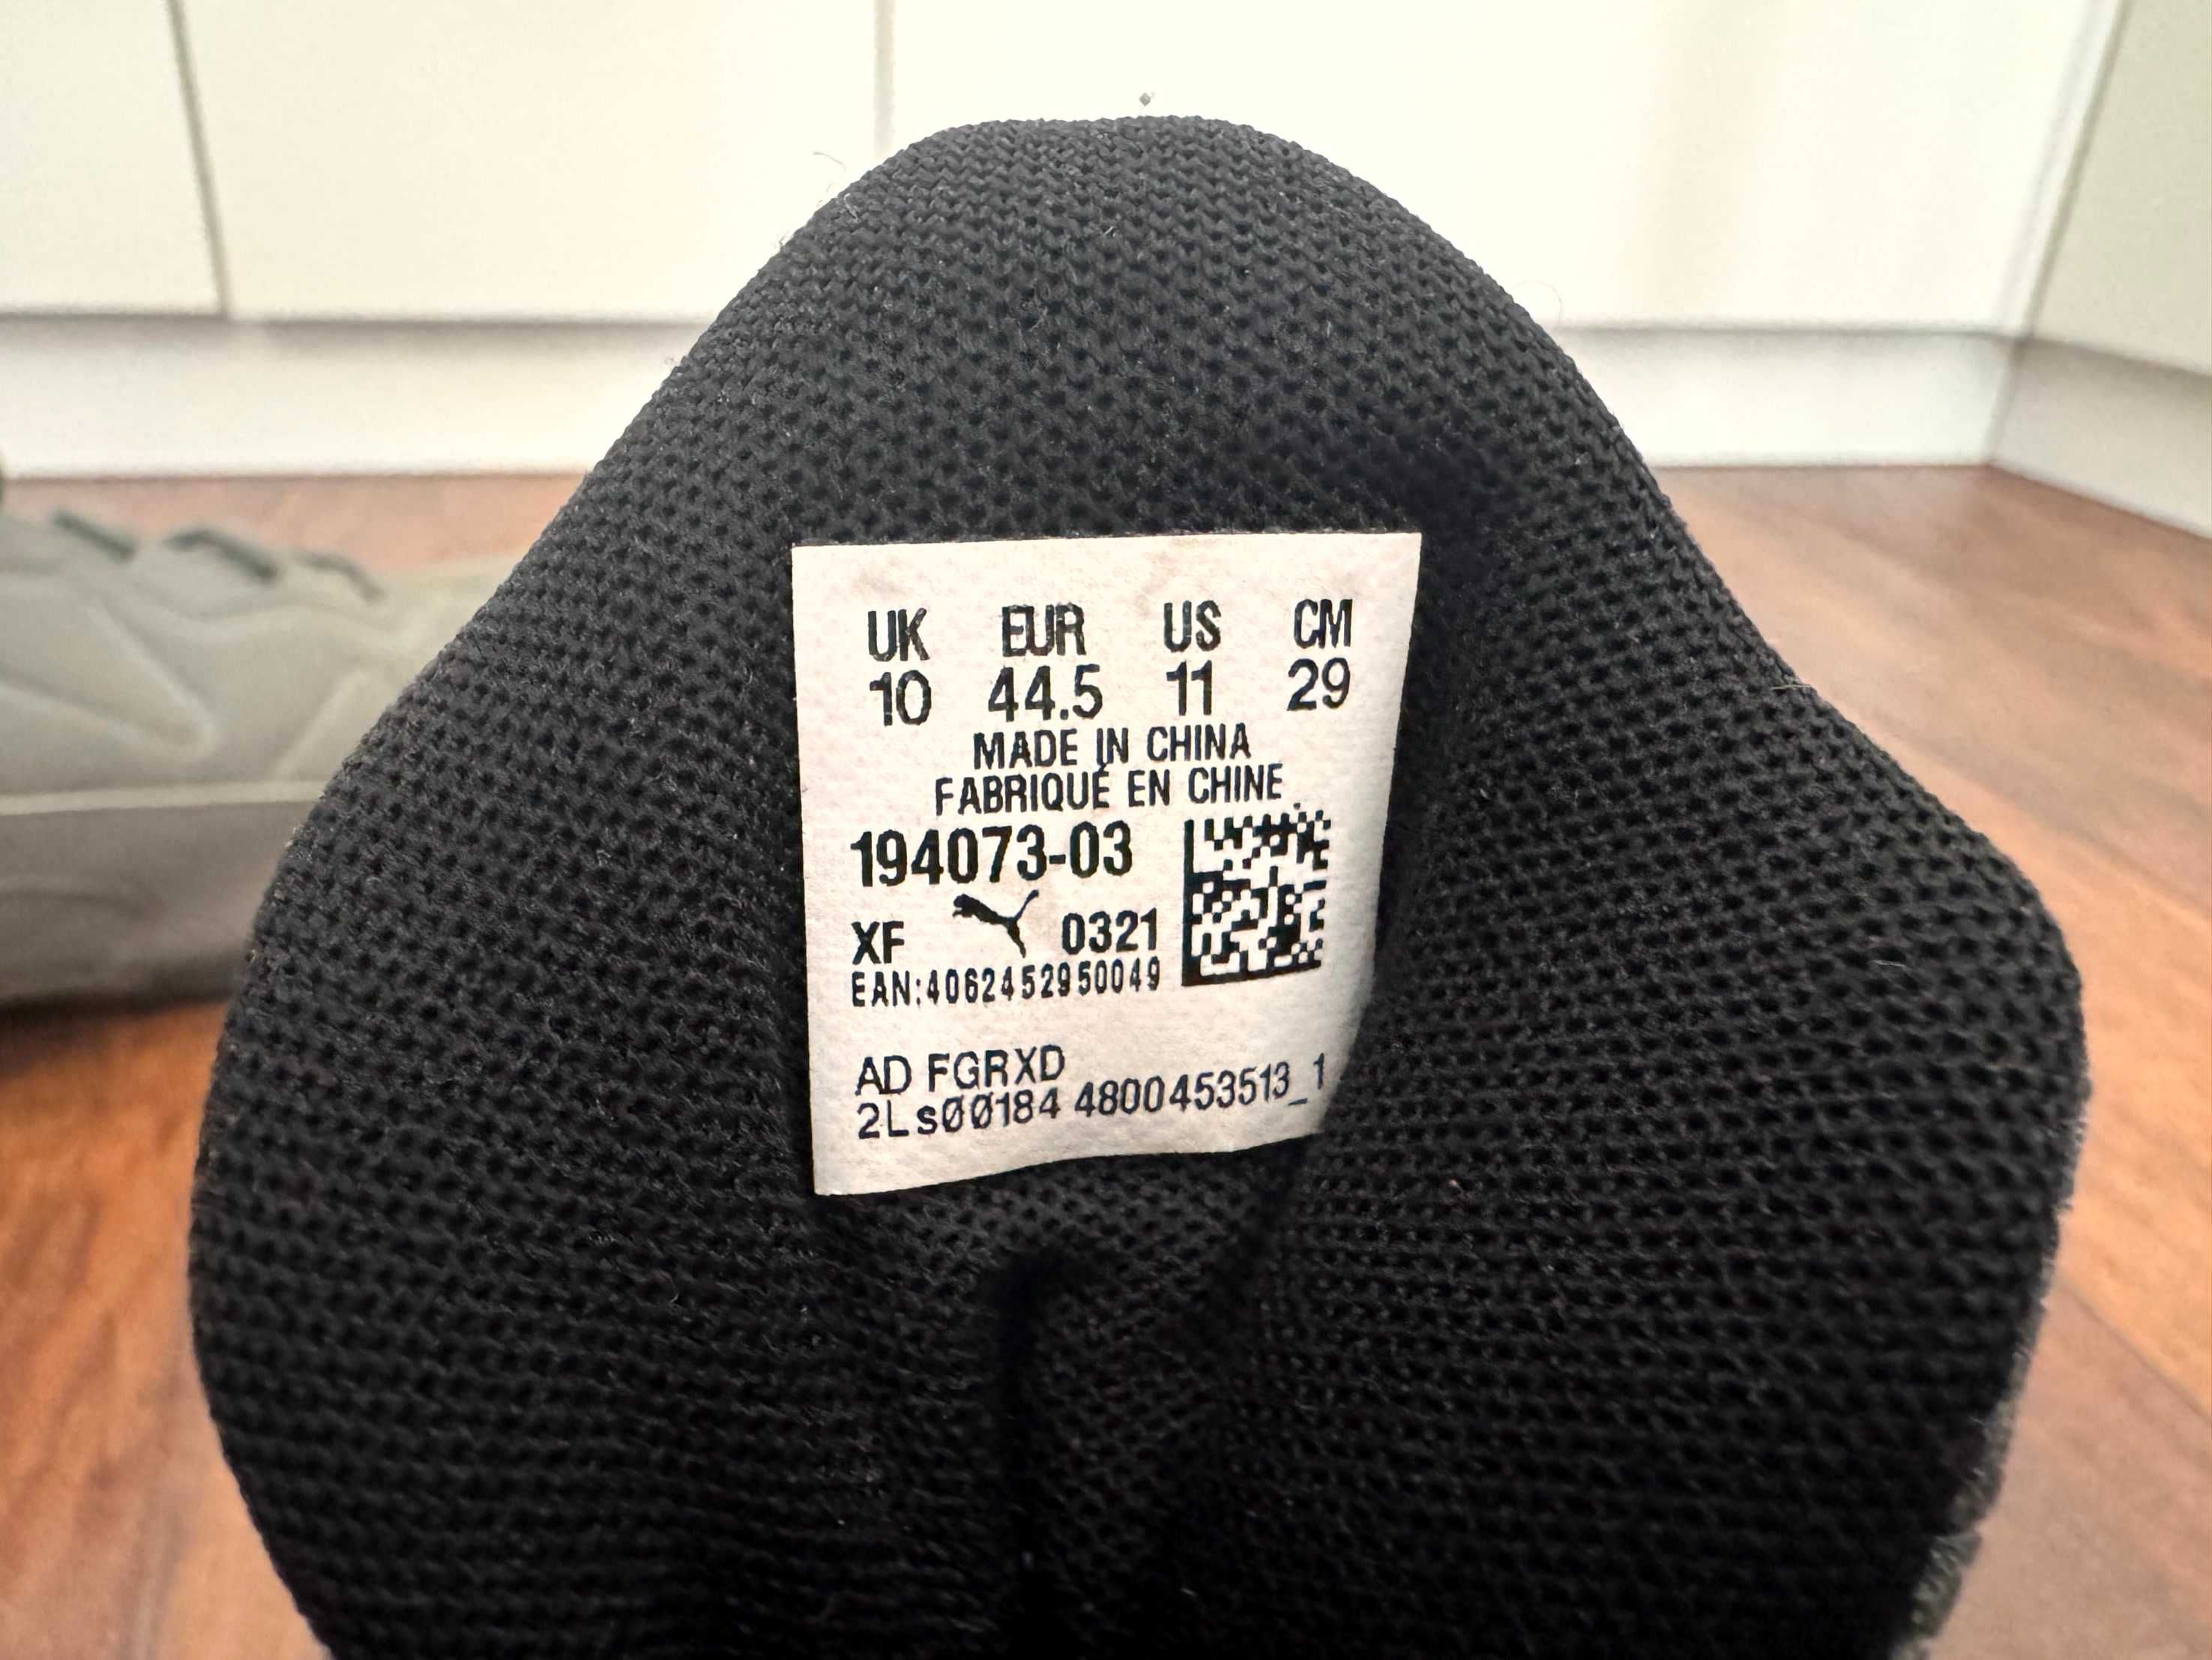 UK EUR US CM
10 44.5 11 29
MADE IN CHINA
FABRIQUÉ EN CHINE
194073-03
XF 0321
EAN:4062452950049
AD FGRXD
2Ls00184 4800453513_1